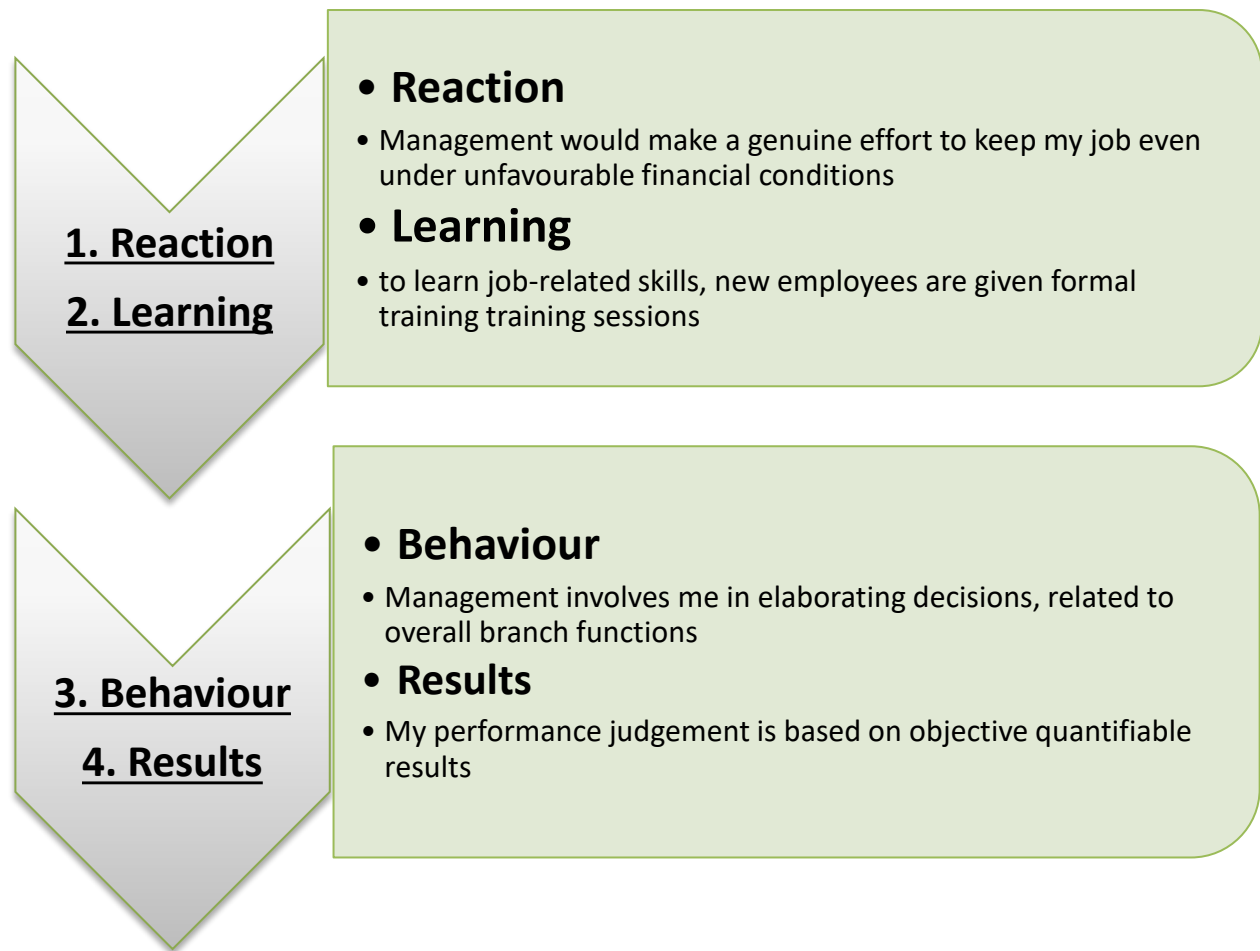 1. Reaction
2. Learning
• Reaction
• Management would make a genuine effort to keep my job even
under unfavourable financial conditions
• Learning
• to learn job-related skills, new employees are given formal
training training sessions
3. Behaviour
4. Results
• Behaviour
• Management involves me in elaborating decisions, related to
overall branch functions
• Results
• My performance judgement is based on objective quantifiable
results